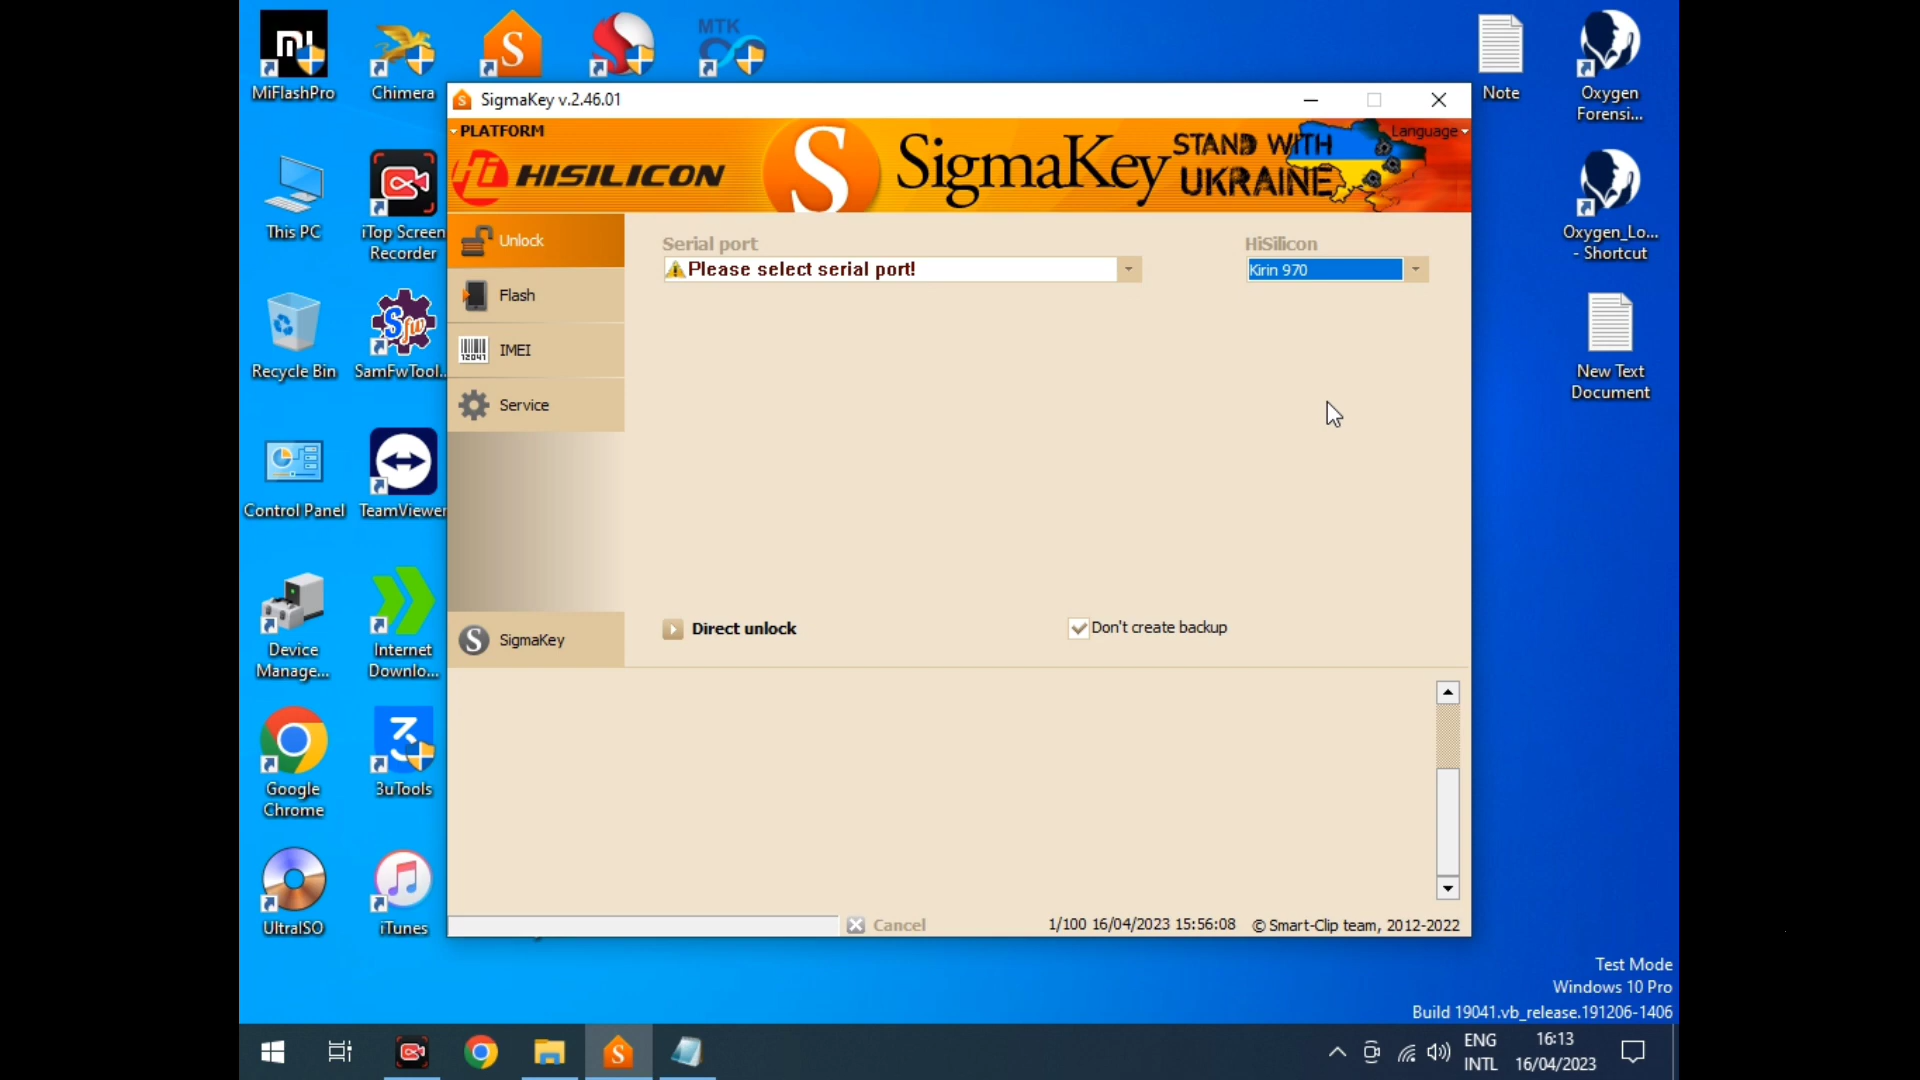 MiFlashPro
Chimera
MTK
SigmaKey v.2.46.01
PLATFORM
HISILICON
SigmaKey
STAND WITH
UKRAINE
Language
Unlock
Flash
IMEI
Service
SigmaKey
Serial port
Please select serial port!
HiSilicon
Kirin 970
Direct unlock
Don't create backup
Cancel
1/100 16/04/2023 15:56:08
© Smart-Clip team, 2012-2022
This PC
iTop Screen
Recorder
Recycle Bin
SamFwTool...
Control Panel
TeamViewer
Device
Manage...
Internet
Downlo...
Google
Chrome
3uTools
UltraISO
iTunes
Note
Oxygen
Forensi...
Oxygen_Lo...
- Shortcut
New Text
Document
Test Mode
Windows 10 Pro
Build 19041.vb_release.191206-1406
ENG
INTL
16:13
16/04/2023